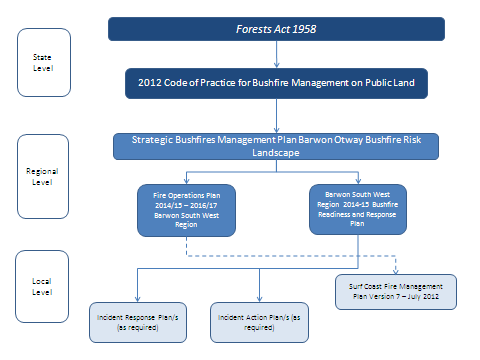 Forests Act 1958
State
Level
2012 Code of Practice for Bushfire Management on Public Land
Strategic Bushfires Management Plan Barwon Otway Bushfire Risk
Landscape
Regional
Level
Fire Operations Plan
2014/15 – 2016/17
Barwon South West
Region
Barwon South West
Region 2014-15 Bushfire
Readiness and Response
Plan
Local
Level
Surf Coast Fire Management
Plan Version 7 – July 2012
Incident Response Plan/s
(as required)
Incident Action Plan/s (as
required)